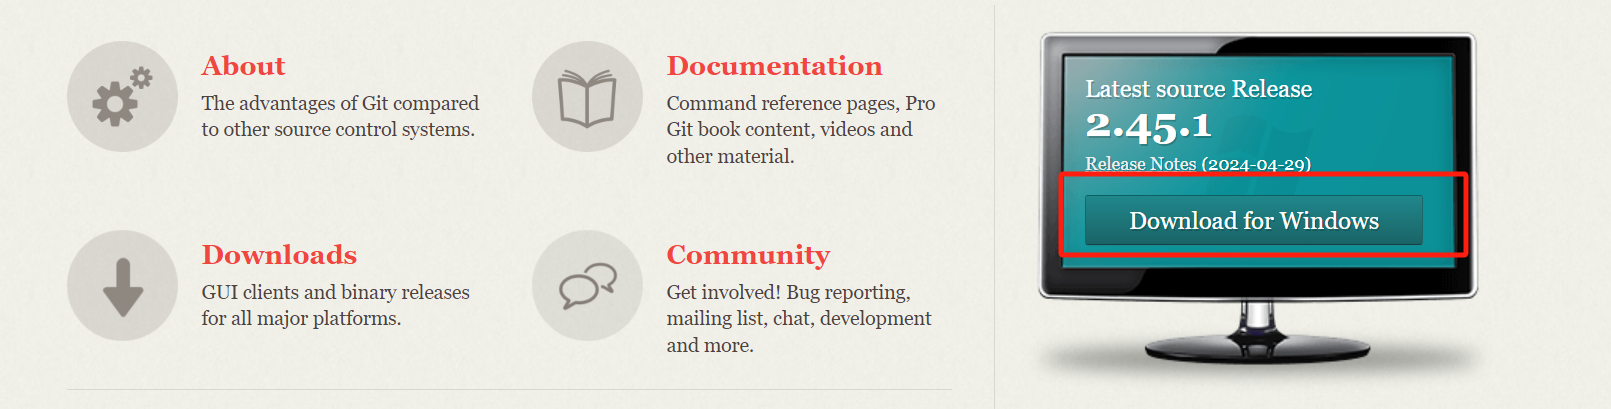 About
The advantages of Git compared
to other source control systems.
Documentation
Command reference pages, Pro
Git book content, videos and
other material.
Downloads
GUI clients and binary releases
for all major platforms.
Community
Get involved! Bug reporting,
mailing list, chat, development
and more.
Latest source Release
2.45.1
Release Notes (2024-04-29)
Download for Windows